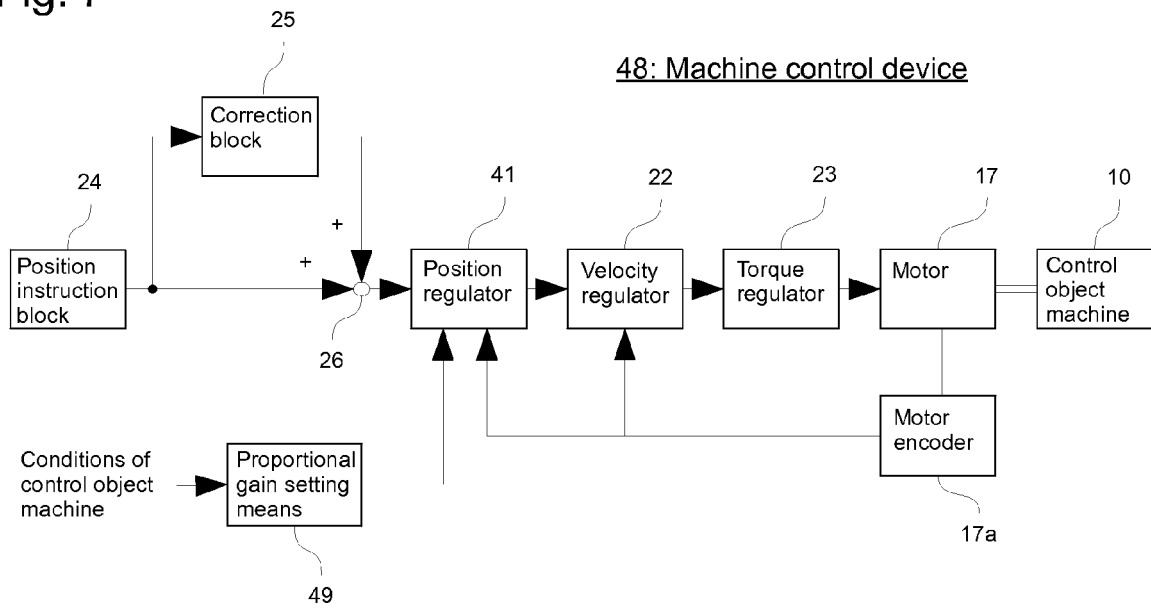 25
48: Machine control device
Correction
block
24
41
22
23
17
10
+
+
Position
instruction
block
Position
regulator
Velocity
regulator
Torque
regulator
Motor
Control
object
machine
26
Conditions of
control object
machine
Proportional
gain setting
means
Motor
encoder
17a
49